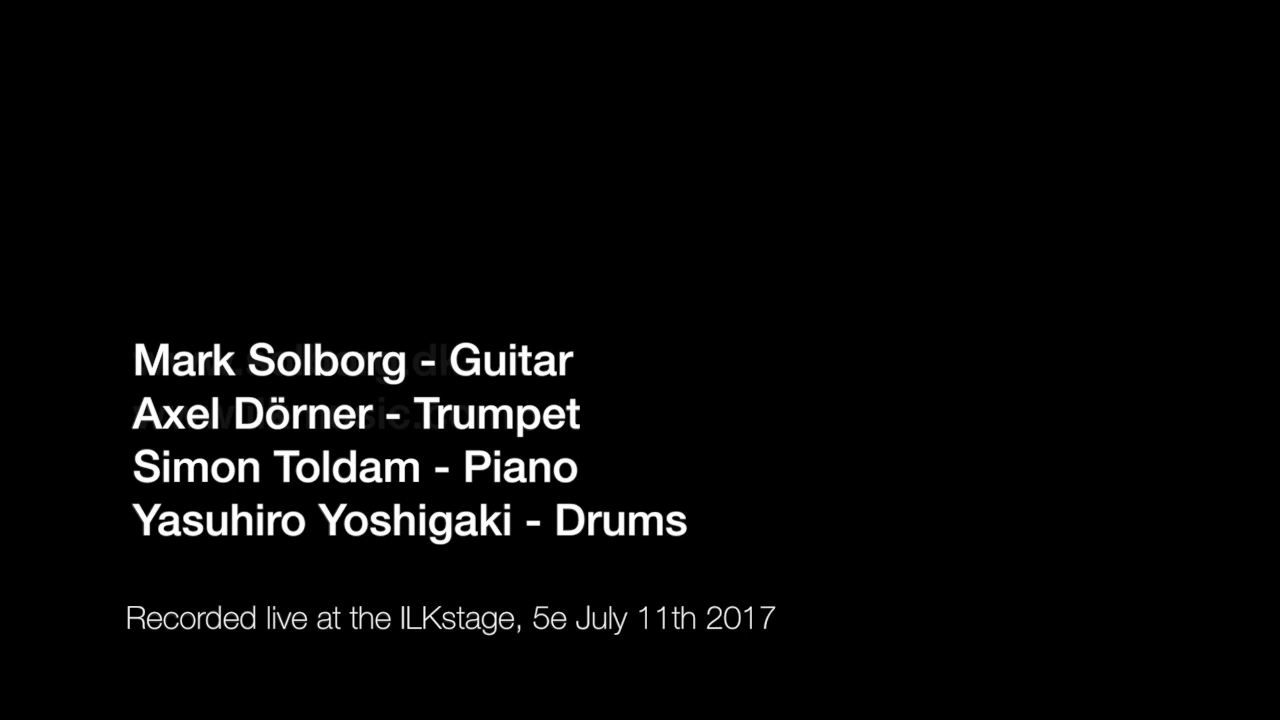 Mark Solborg - Guitar
Axel Dörner - Trumpet
Simon Toldam - Piano
Yasuhiro Yoshigaki - Drums
Recorded live at the ILKstage, 5e July 11th 2017